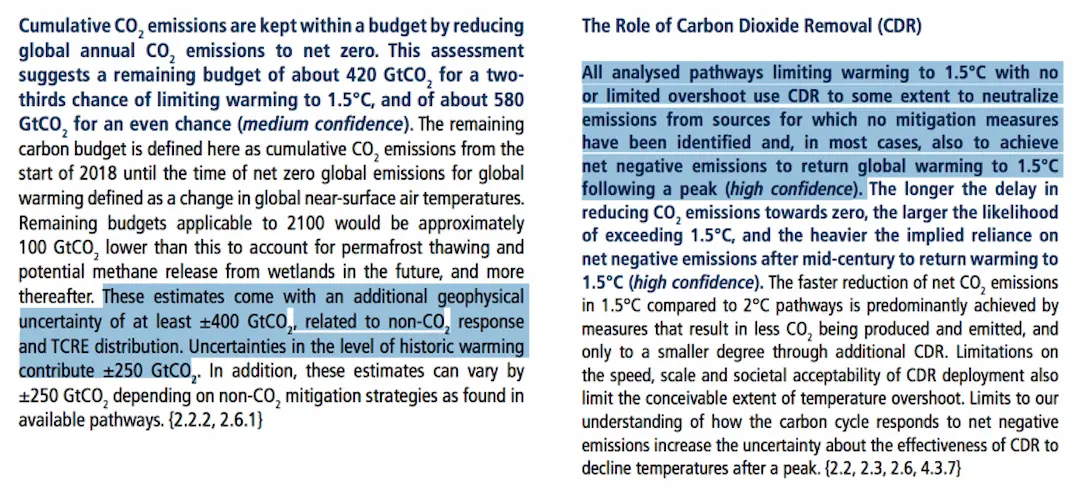 Cumulative CO₂ emissions are kept within a budget by reducing
global annual CO₂ emissions to net zero. This assessment
suggests a remaining budget of about 420 GtCO₂ for a two-
thirds chance of limiting warming to 1.5°C, and of about 580
GtCO₂ for an even chance (medium confidence). The remaining
carbon budget is defined here as cumulative CO₂ emissions from the
start of 2018 until the time of net zero global emissions for global
warming defined as a change in global near-surface air temperatures.
Remaining budgets applicable to 2100 would be approximately
100 GtCO₂ lower than this to account for permafrost thawing and
potential methane release from wetlands in the future, and more
thereafter. These estimates come with an additional geophysical
uncertainty of at least ±400 GtCO₂, related to non-CO₂ response
and TCRE distribution. Uncertainties in the level of historic warming
contribute ±250 GtCO₂. In addition, these estimates can vary by
±250 GtCO₂ depending on non-CO₂ mitigation strategies as found in
available pathways. {2.2.2, 2.6.1}
The Role of Carbon Dioxide Removal (CDR)
All analysed pathways limiting warming to 1.5°C with no
or limited overshoot use CDR to some extent to neutralize
emissions from sources for which no mitigation measures
have been identified and, in most cases, also to achieve
net negative emissions to return global warming to 1.5°C
following a peak (high confidence). The longer the delay in
reducing CO₂ emissions towards zero, the larger the likelihood
of exceeding 1.5°C, and the heavier the implied reliance on
net negative emissions after mid-century to return warming to
1.5°C (high confidence). The faster reduction of net CO₂ emissions
in 1.5°C compared to 2°C pathways is predominantly achieved by
measures that result in less CO₂ being produced and emitted, and
only to a smaller degree through additional CDR. Limitations on
the speed, scale and societal acceptability of CDR deployment also
limit the conceivable extent of temperature overshoot. Limits to our
understanding of how the carbon cycle responds to net negative
emissions increase the uncertainty about the effectiveness of CDR to
decline temperatures after a peak. {2.2, 2.3, 2.6, 4.3.7}